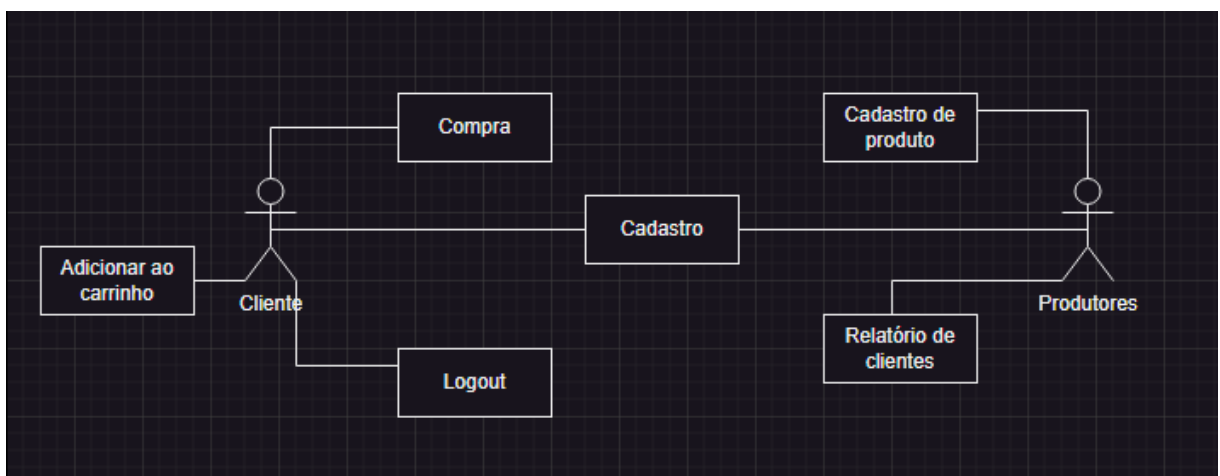 Compra
Cadastro de
produto
Cadastro
Adicionar ao
carrinho
Cliente
Produtores
Relatório de
clientes
Logout